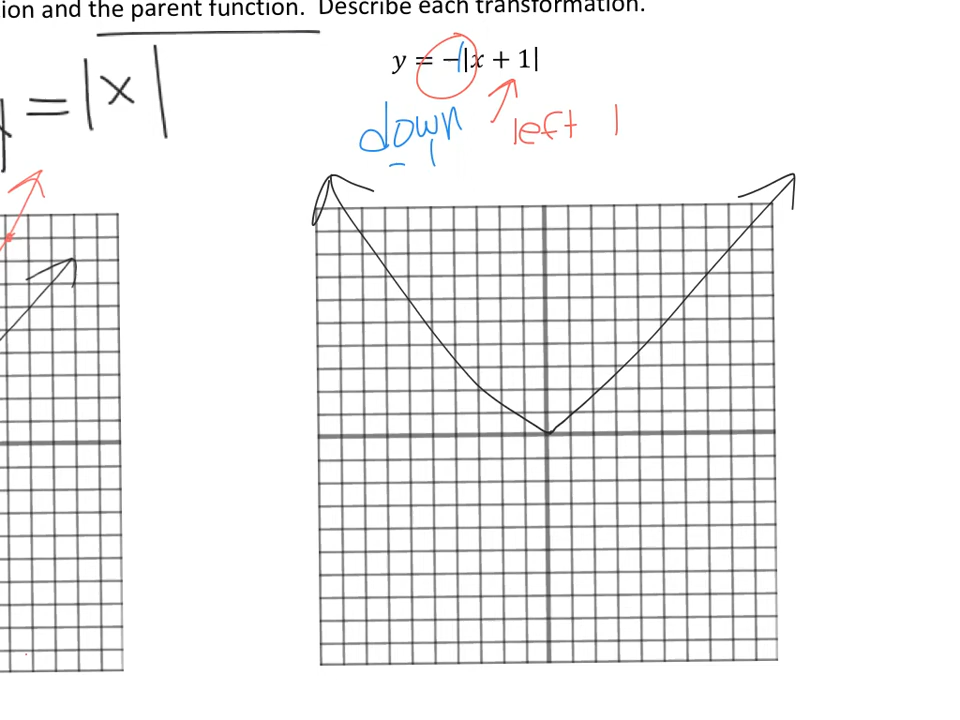 ion and the parent function. Describe each transformation.
y = -|x + 1|
= |x|
down
left 1